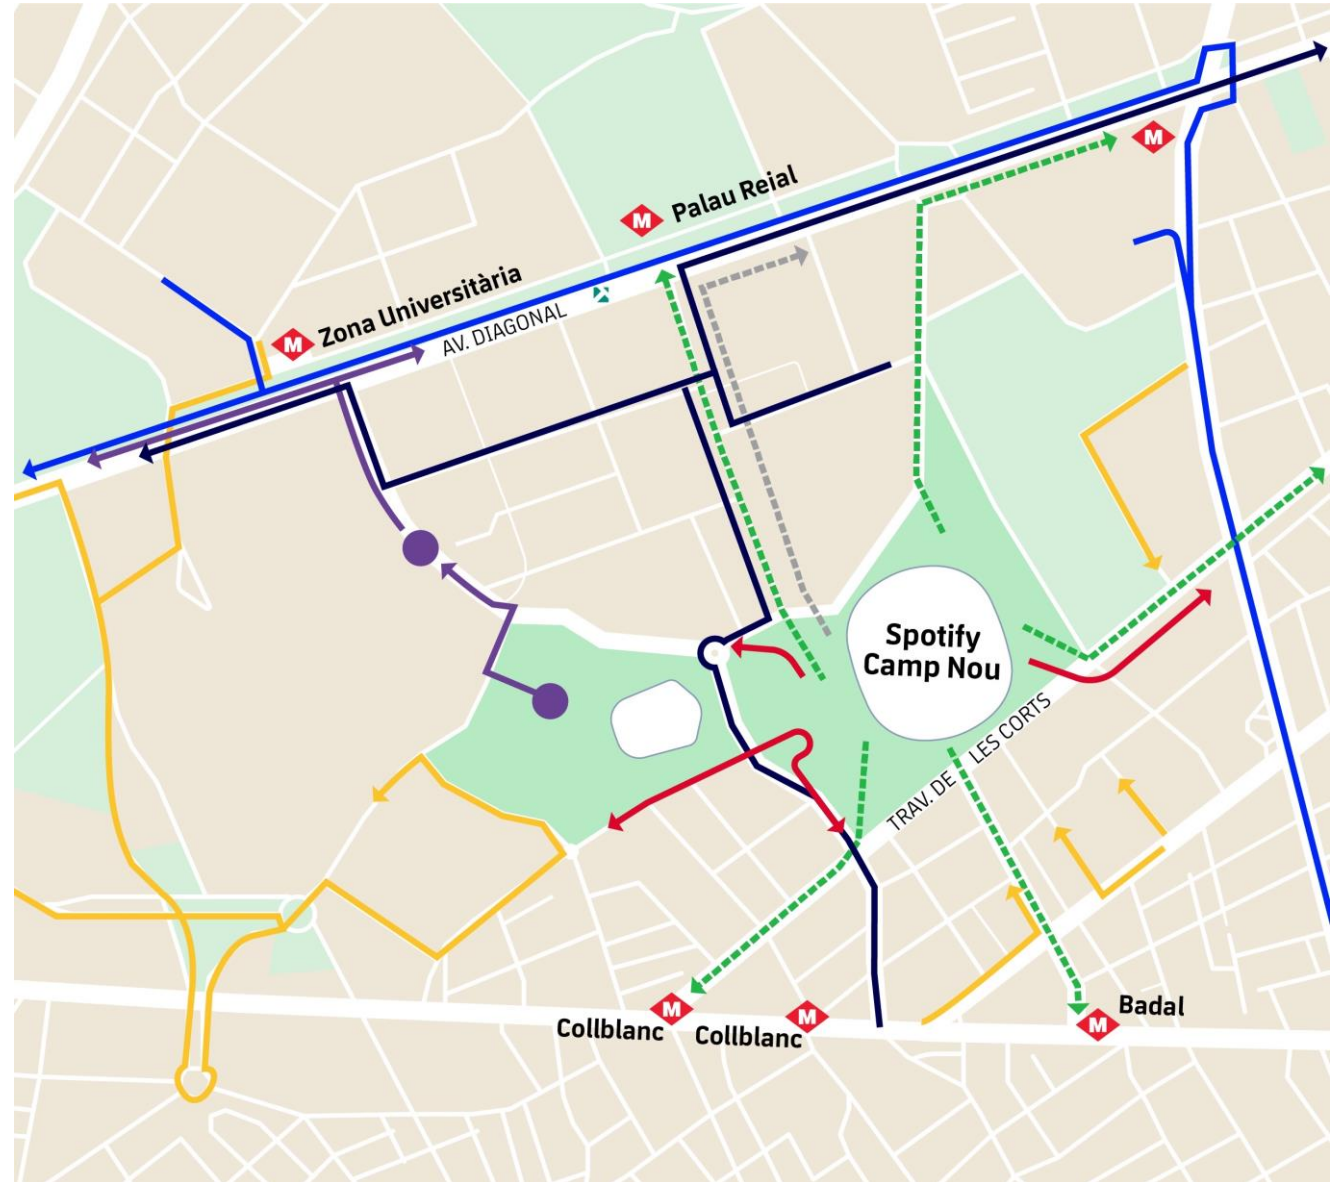 M
M Palau Reial
M Zona Universitària
AV. DIAGONAL
Spotify
Camp Nou
TRAV. DE LES CORTS
M
Collblanc
M
Collblanc
M
Badal